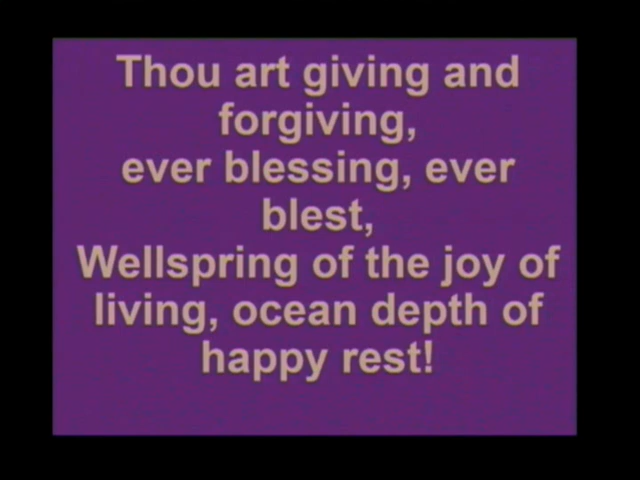 Thou art giving and
forgiving,
ever blessing, ever
blest,
Wellspring of the joy of
living, ocean depth of
happy rest!